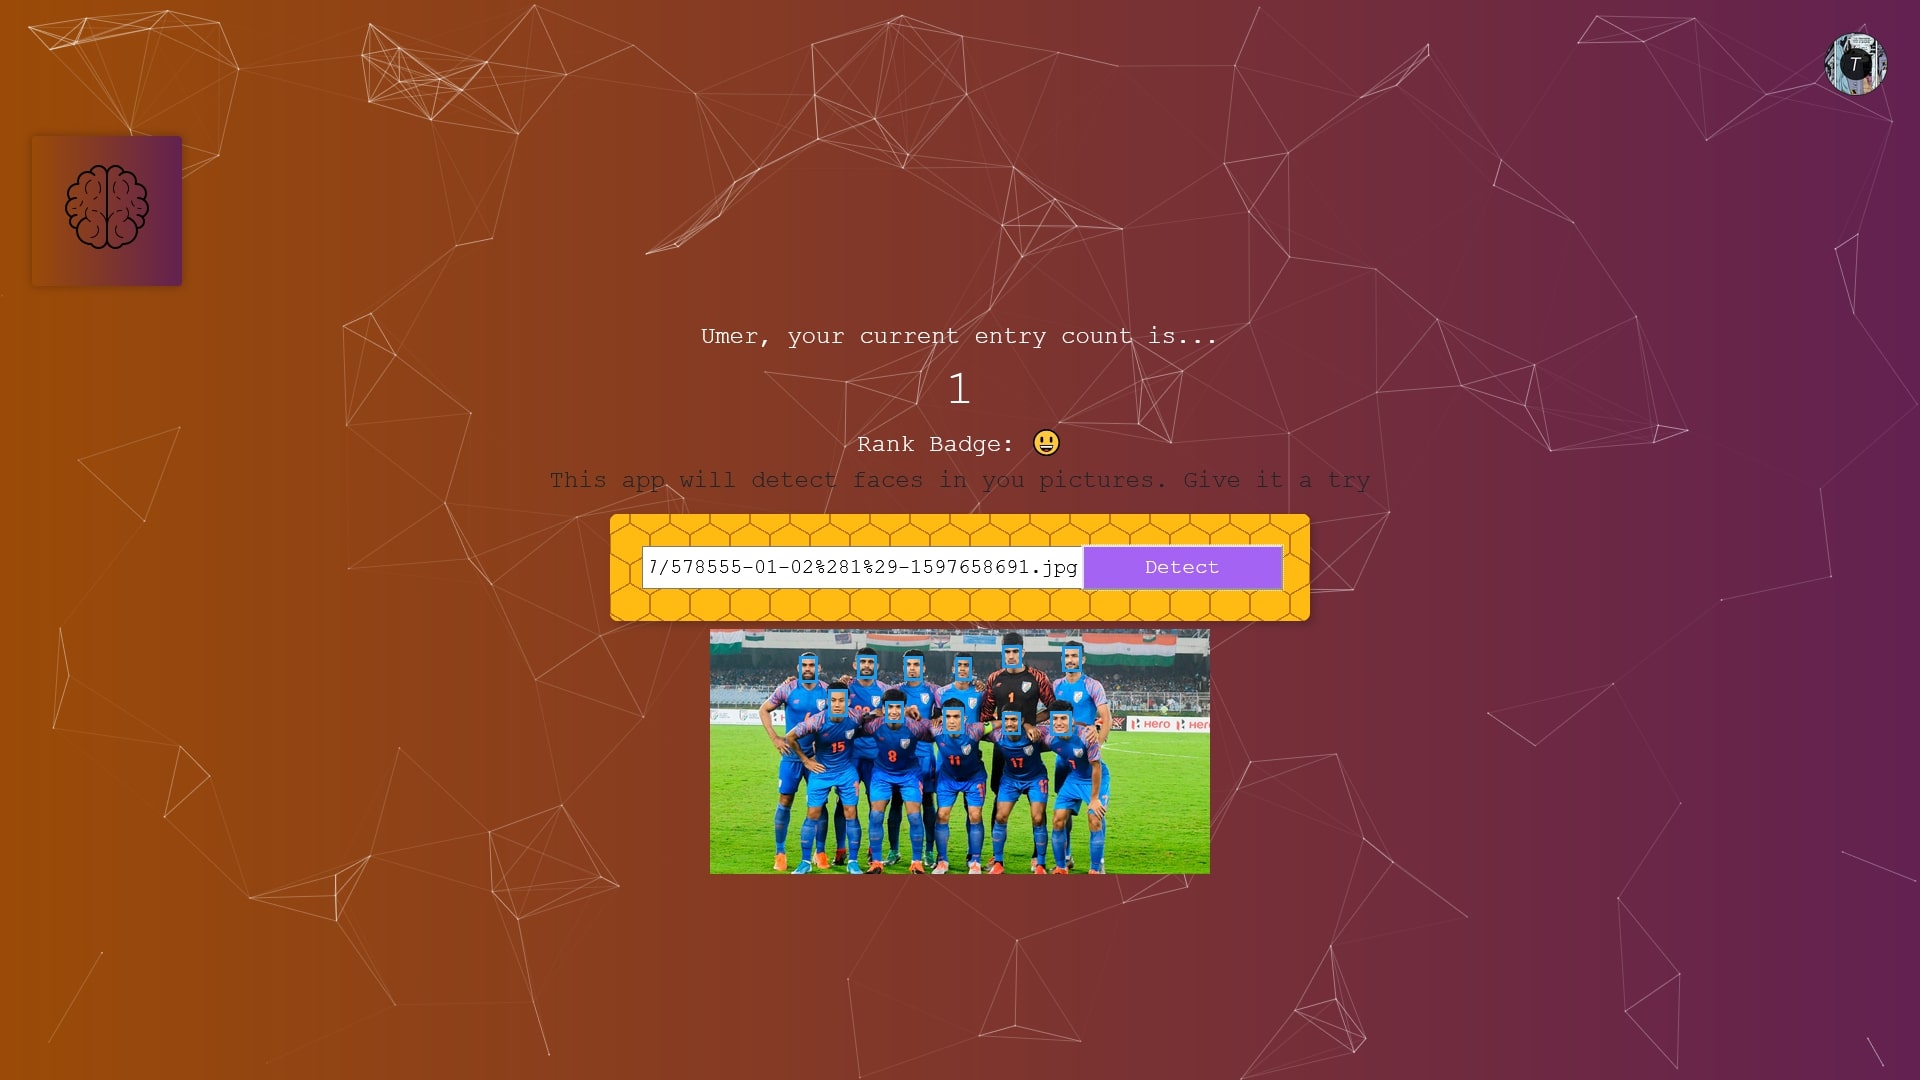 T
Umer, your current entry count is...
1
Rank Badge: 😃
This app will detect faces in you pictures. Give it a try
7/578555-01-02%281%29-1597658691.jpg
Detect
Hero
1
15
8
11
17
7